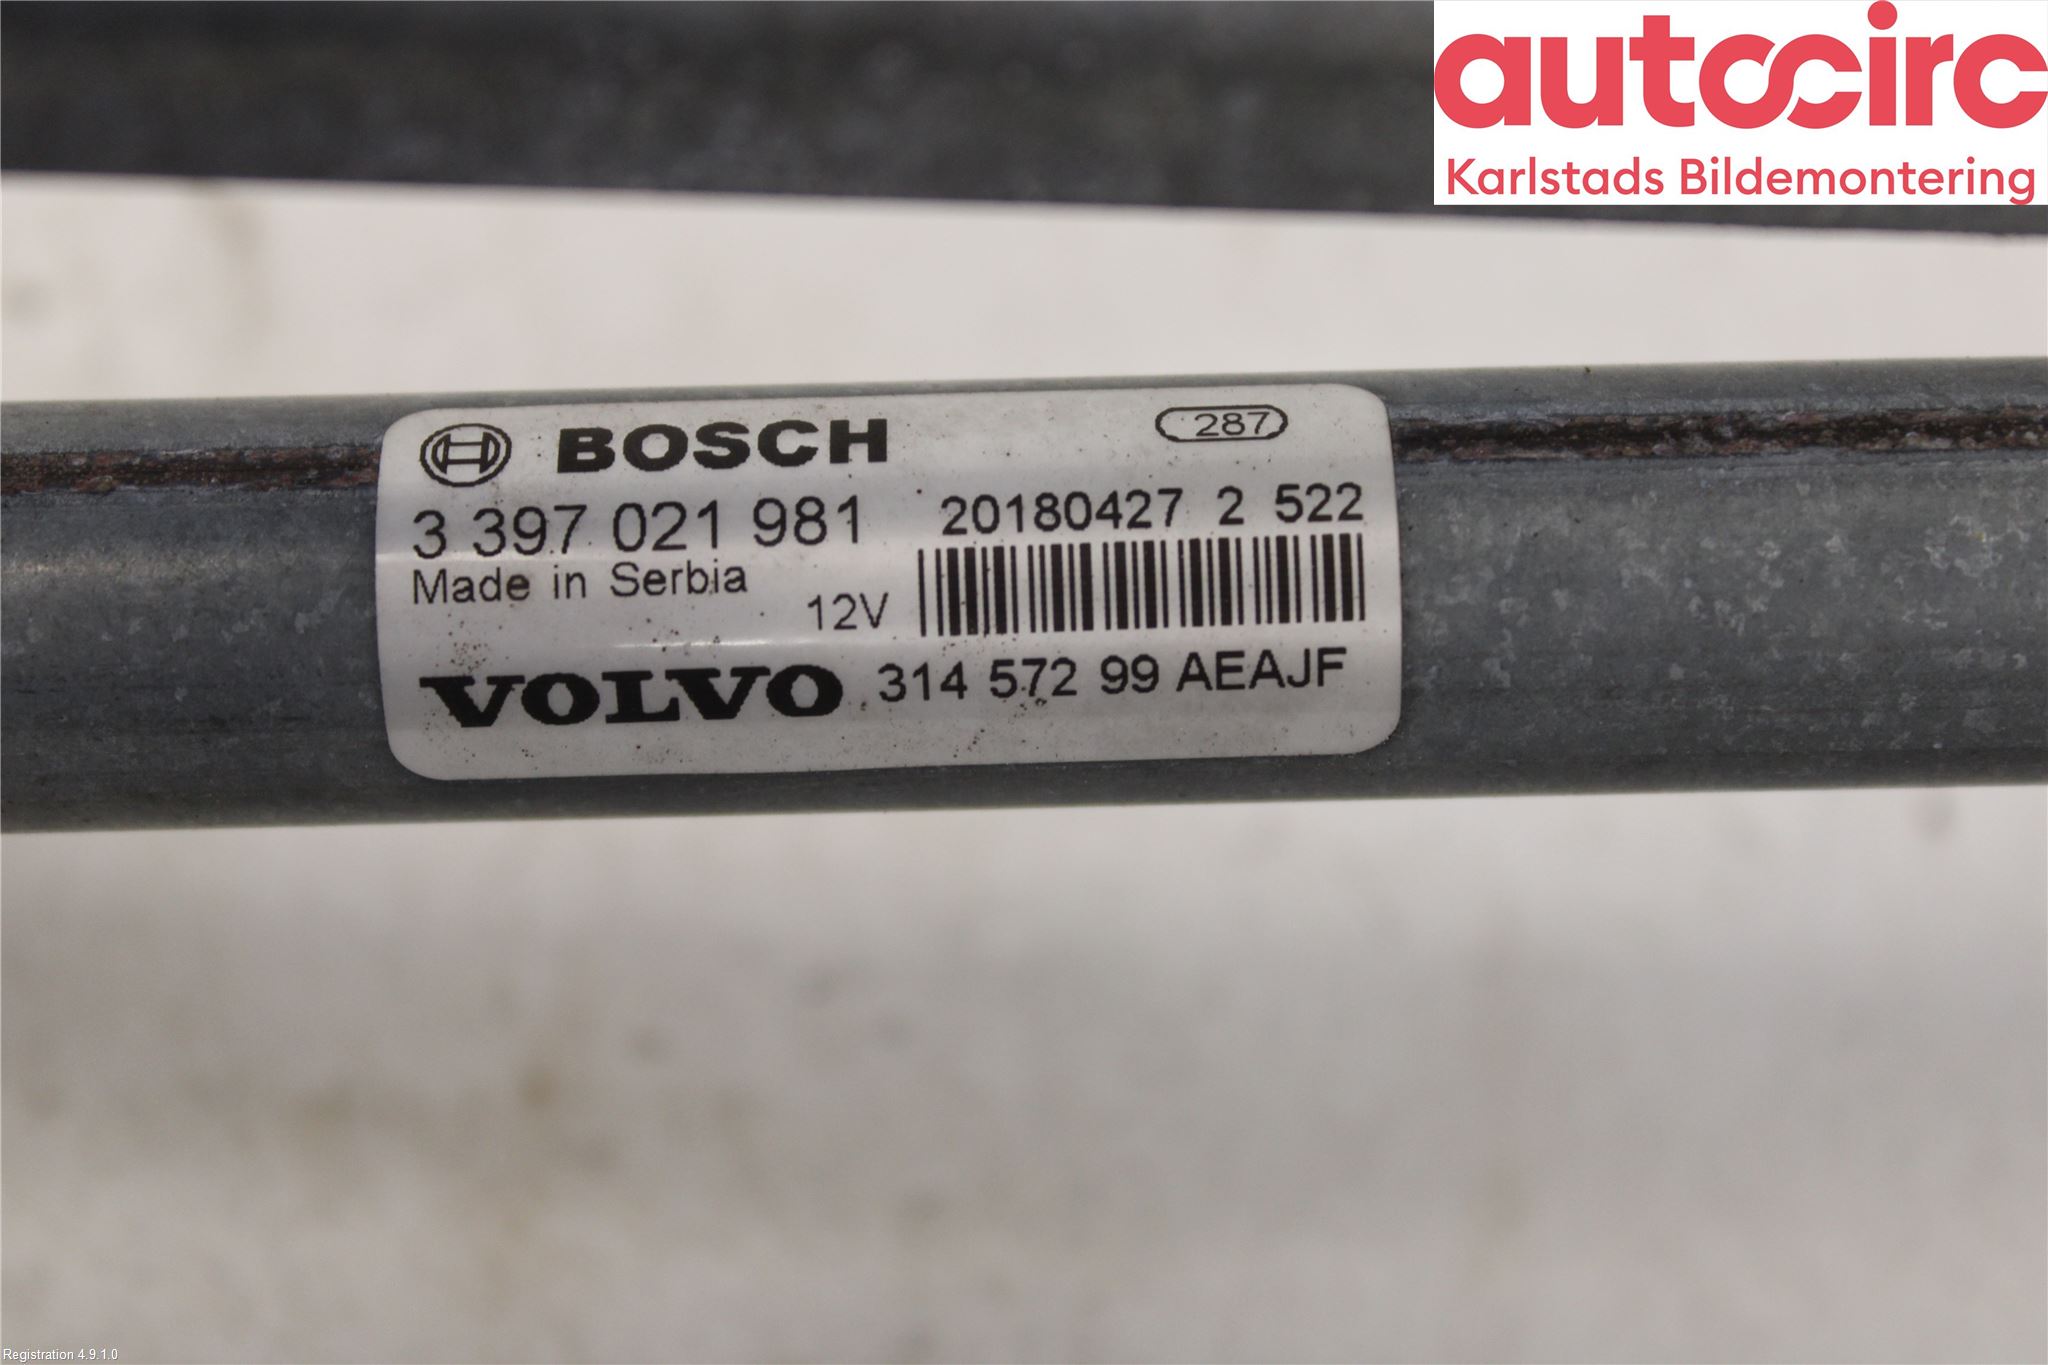 autocirc
Karlstads Bildemontering
BOSCH
287
3 397 021 981
20180427 2 522
Made in Serbia
12V
VOLVO 314 572 99 AEAJF
Registration 4.9.1.0